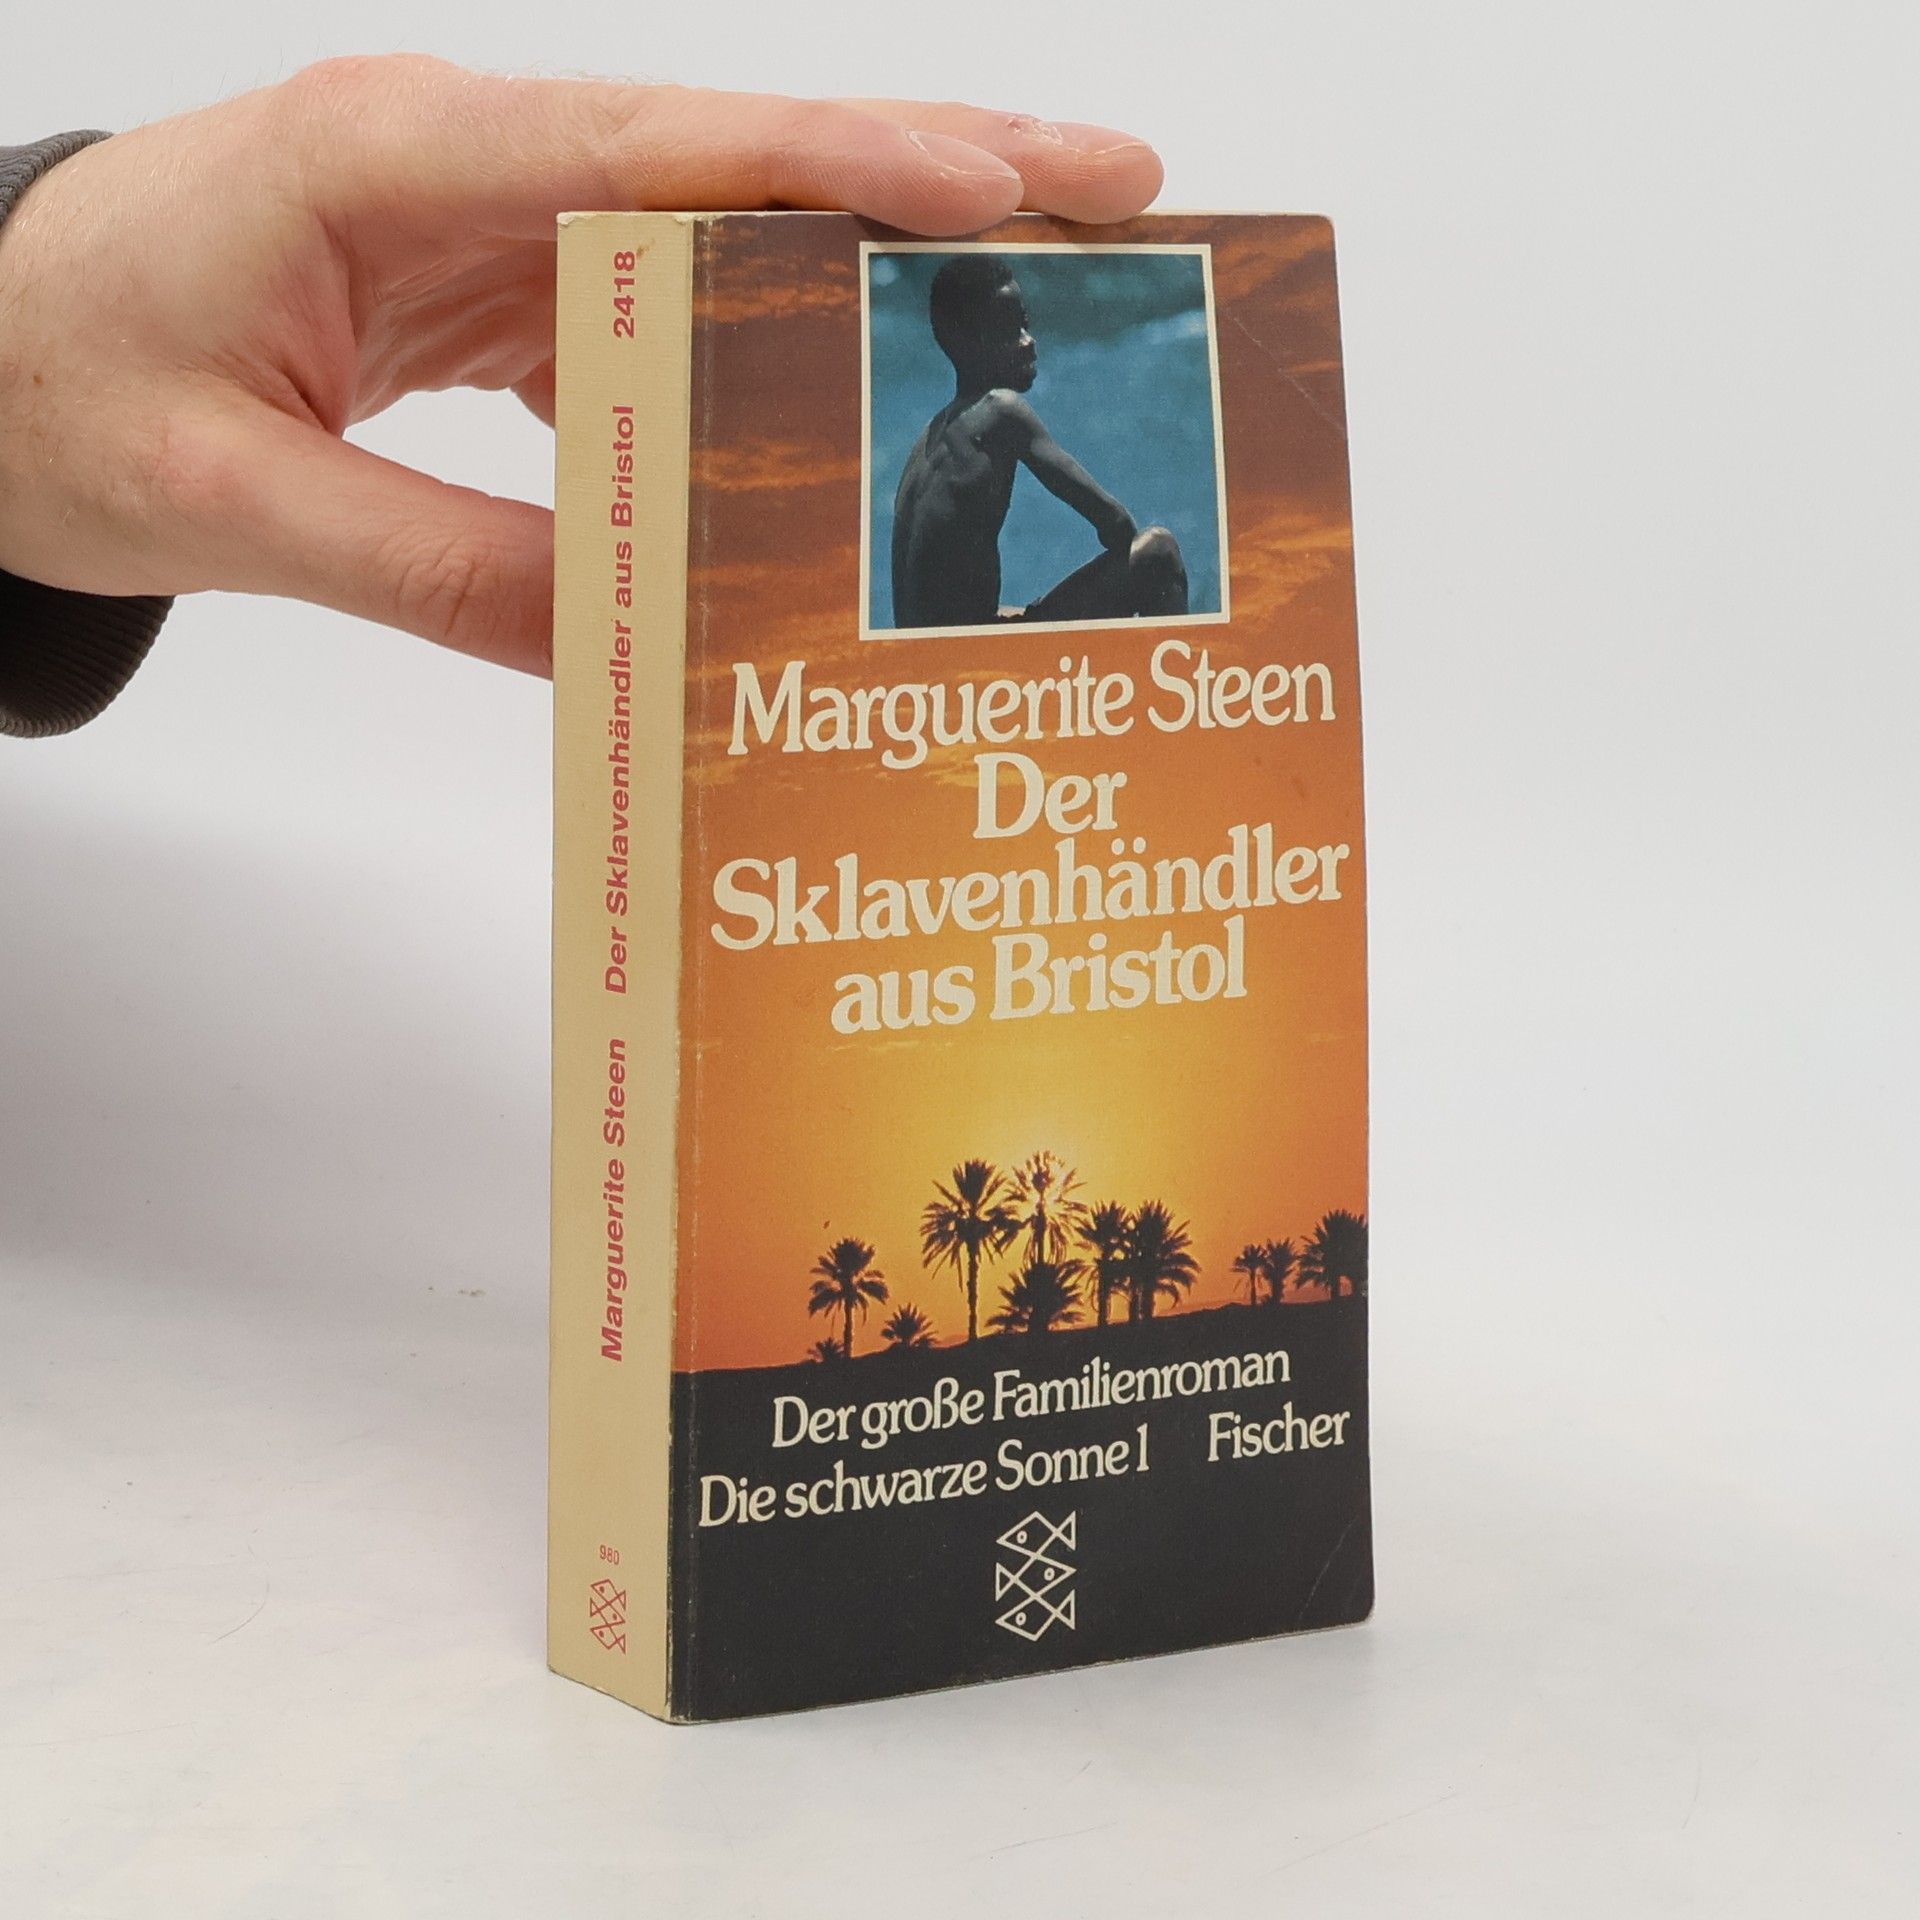 Marguerite Steen
Der
Sklavenhändler
aus Bristol
Der große Familienroman
Die schwarze Sonne 1 Fischer
Marguerite Steen Der Sklavenhändler aus Bristol 2418
980